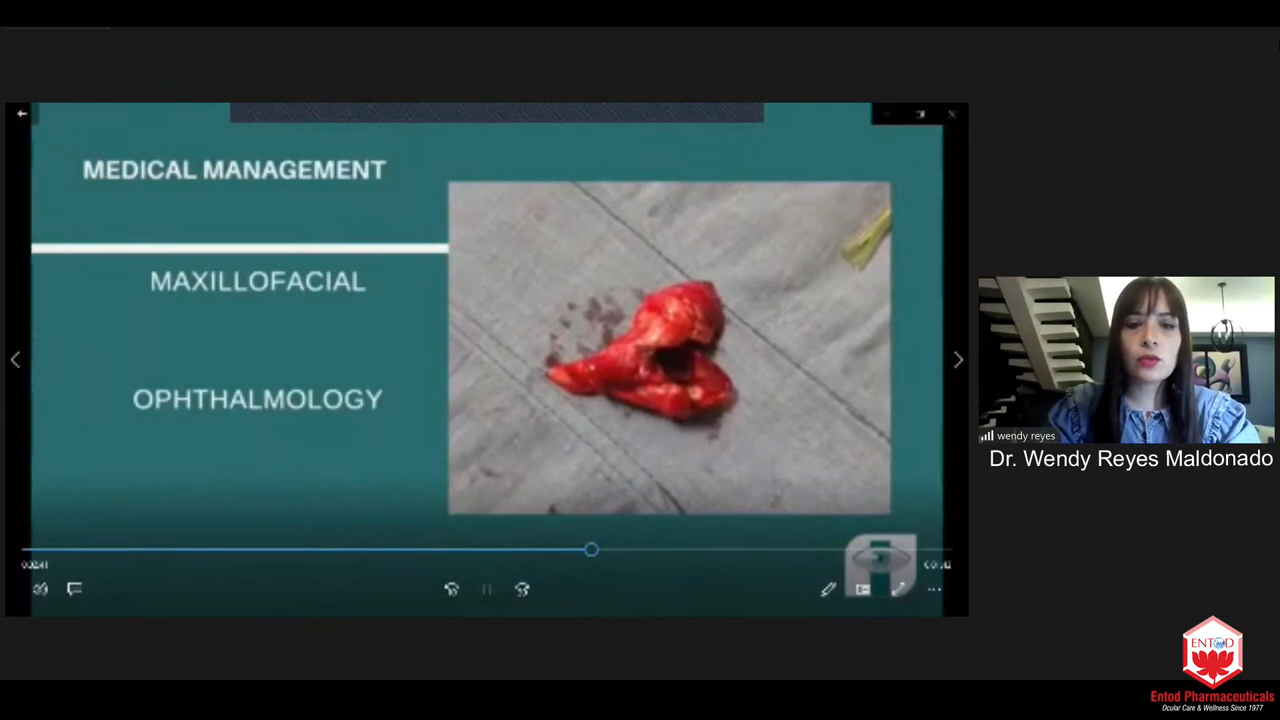 MEDICAL MANAGEMENT
MAXILLOFACIAL
OPHTHALMOLOGY
wendy reyes
Dr. Wendy Reyes Maldonado
ENTOD
Entod Pharmaceuticals
Ocular Care & Wellness Since 1977